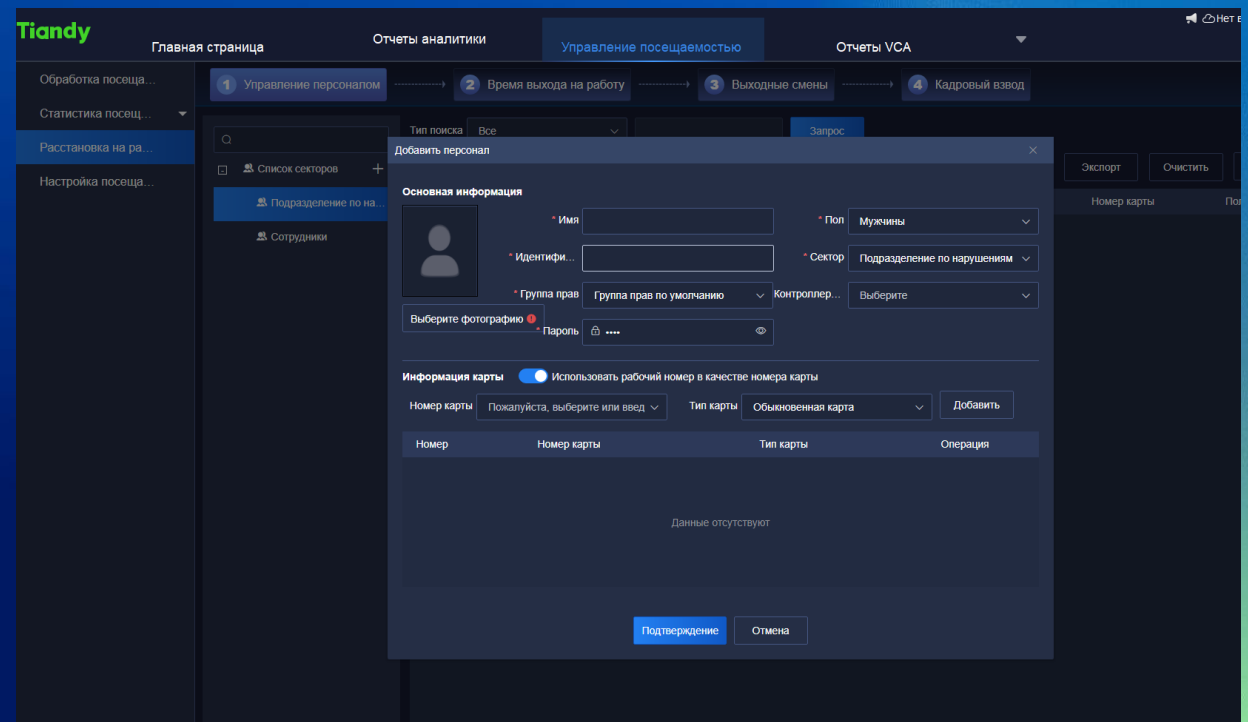 Tiandy
Главная страница
Отчеты аналитики
Управление посещаемостью
Отчеты VCA
Нет в
Обработка посеща...
Статистика посещ...
Расстановка на ра...
Настройка посеща...
1 Управление персоналом
2 Время выхода на работу
3 Выходные смены
4 Кадровый взвод
Список секторов
Подразделение по на...
Сотрудники
Тип поиска Все Запрос
Экспорт Очистить
Номер карты Пол
Добавить персонал
Основная информация
* Имя
* Пол Мужчины
* Идентифи...
* Сектор Подразделение по нарушениям
* Группа прав Группа прав по умолчанию
Контроллер... Выберите
Выберите фотографию
* Пароль ••••
Информация карты Использовать рабочий номер в качестве номера карты
Номер карты Пожалуйста, выберите иливвед Тип карты Обыкновенная карта Добавить
Номер Номер карты Тип карты Операция
Данные отсутствуют
Подтверждение Отмена